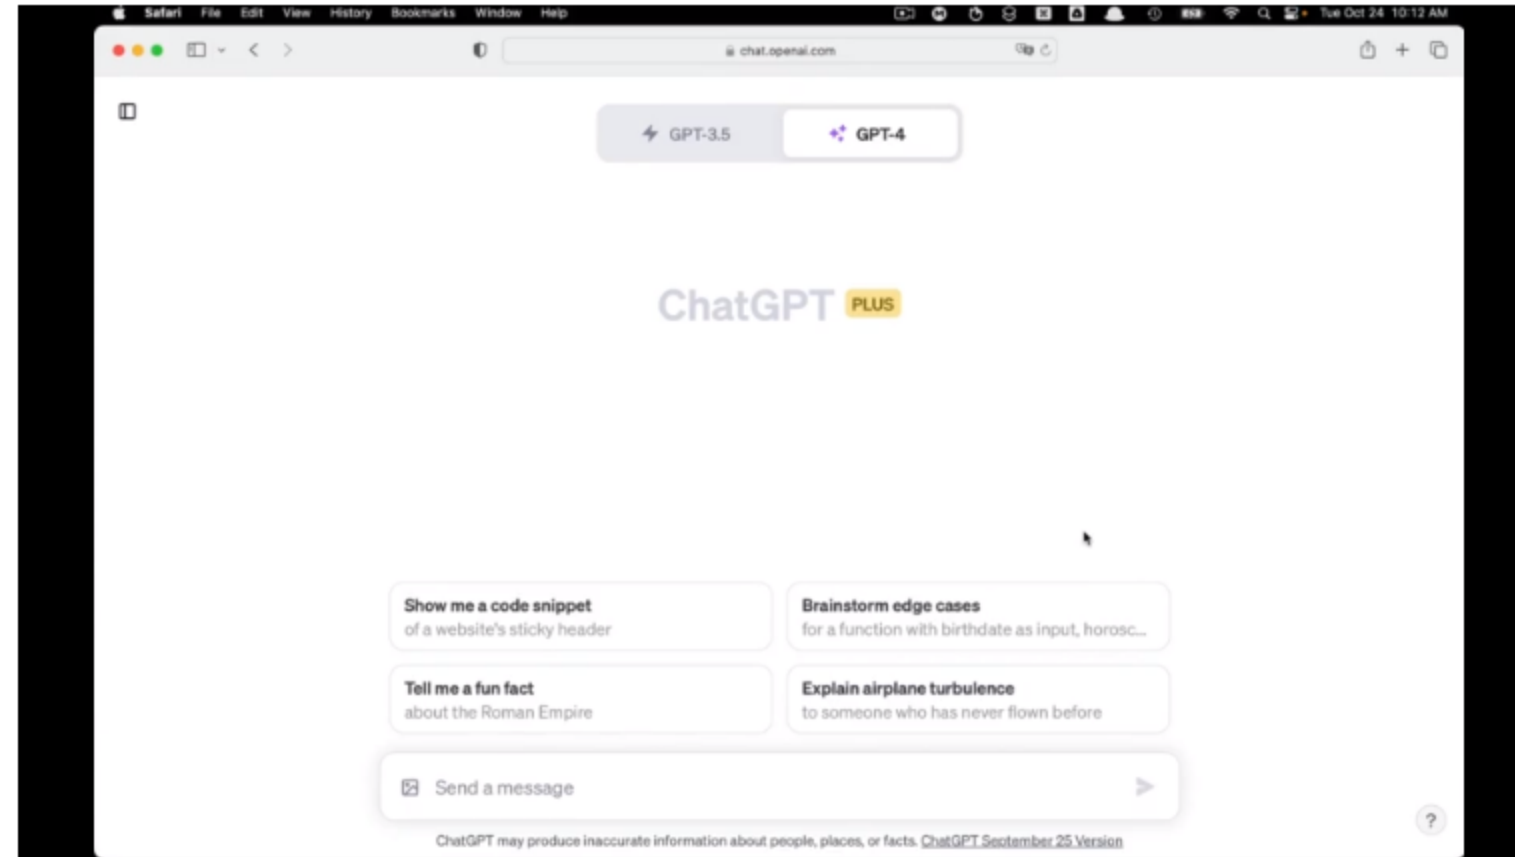 Safari File Edit View History Bookmarks Window Help Tue Oct 24 10:12 AM
chat.openai.com
GPT-3.5 GPT-4
ChatGPT PLUS
Show me a code snippet
of a website's sticky header
Brainstorm edge cases
for a function with birthdate as input, horosc...
Tell me a fun fact
about the Roman Empire
Explain airplane turbulence
to someone who has never flown before
Send a message
?
ChatGPT may produce inaccurate information about people, places, or facts. ChatGPT September 25 Version